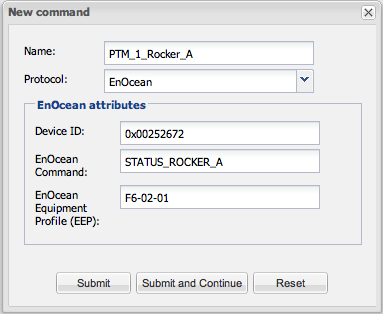 New command
Name: PTM_1_Rocker_A
Protocol: EnOcean
EnOcean attributes
Device ID: 0x00252672
EnOcean
Command: STATUS_ROCKER_A
EnOcean
Equipment
Profile (EEP): F6-02-01
Submit Submit and Continue Reset